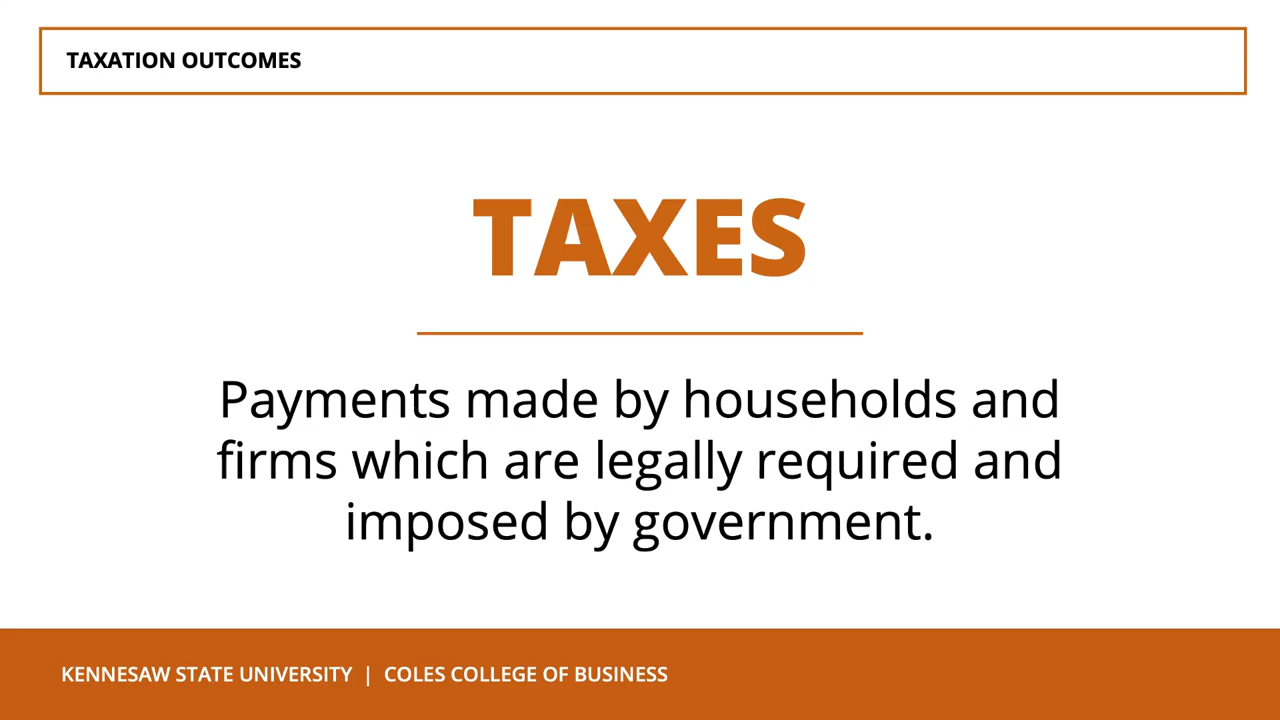 TAXATION OUTCOMES
TAXES
Payments made by households and
firms which are legally required and
imposed by government.
KENNESAW STATE UNIVERSITY | COLES COLLEGE OF BUSINESS